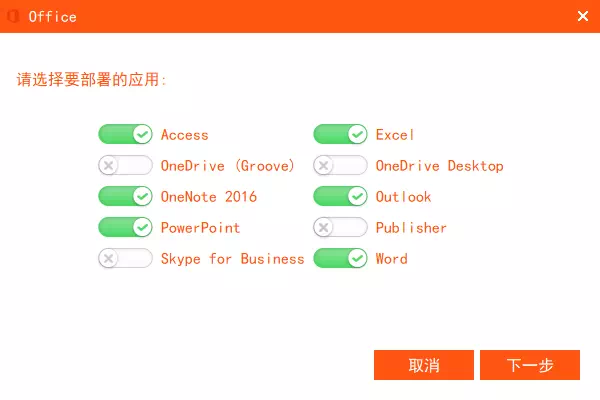 Office
请选择要部署的应用:
Access Excel
OneDrive (Groove) OneDrive Desktop
OneNote 2016 Outlook
PowerPoint Publisher
Skype for Business Word
取消 下一步